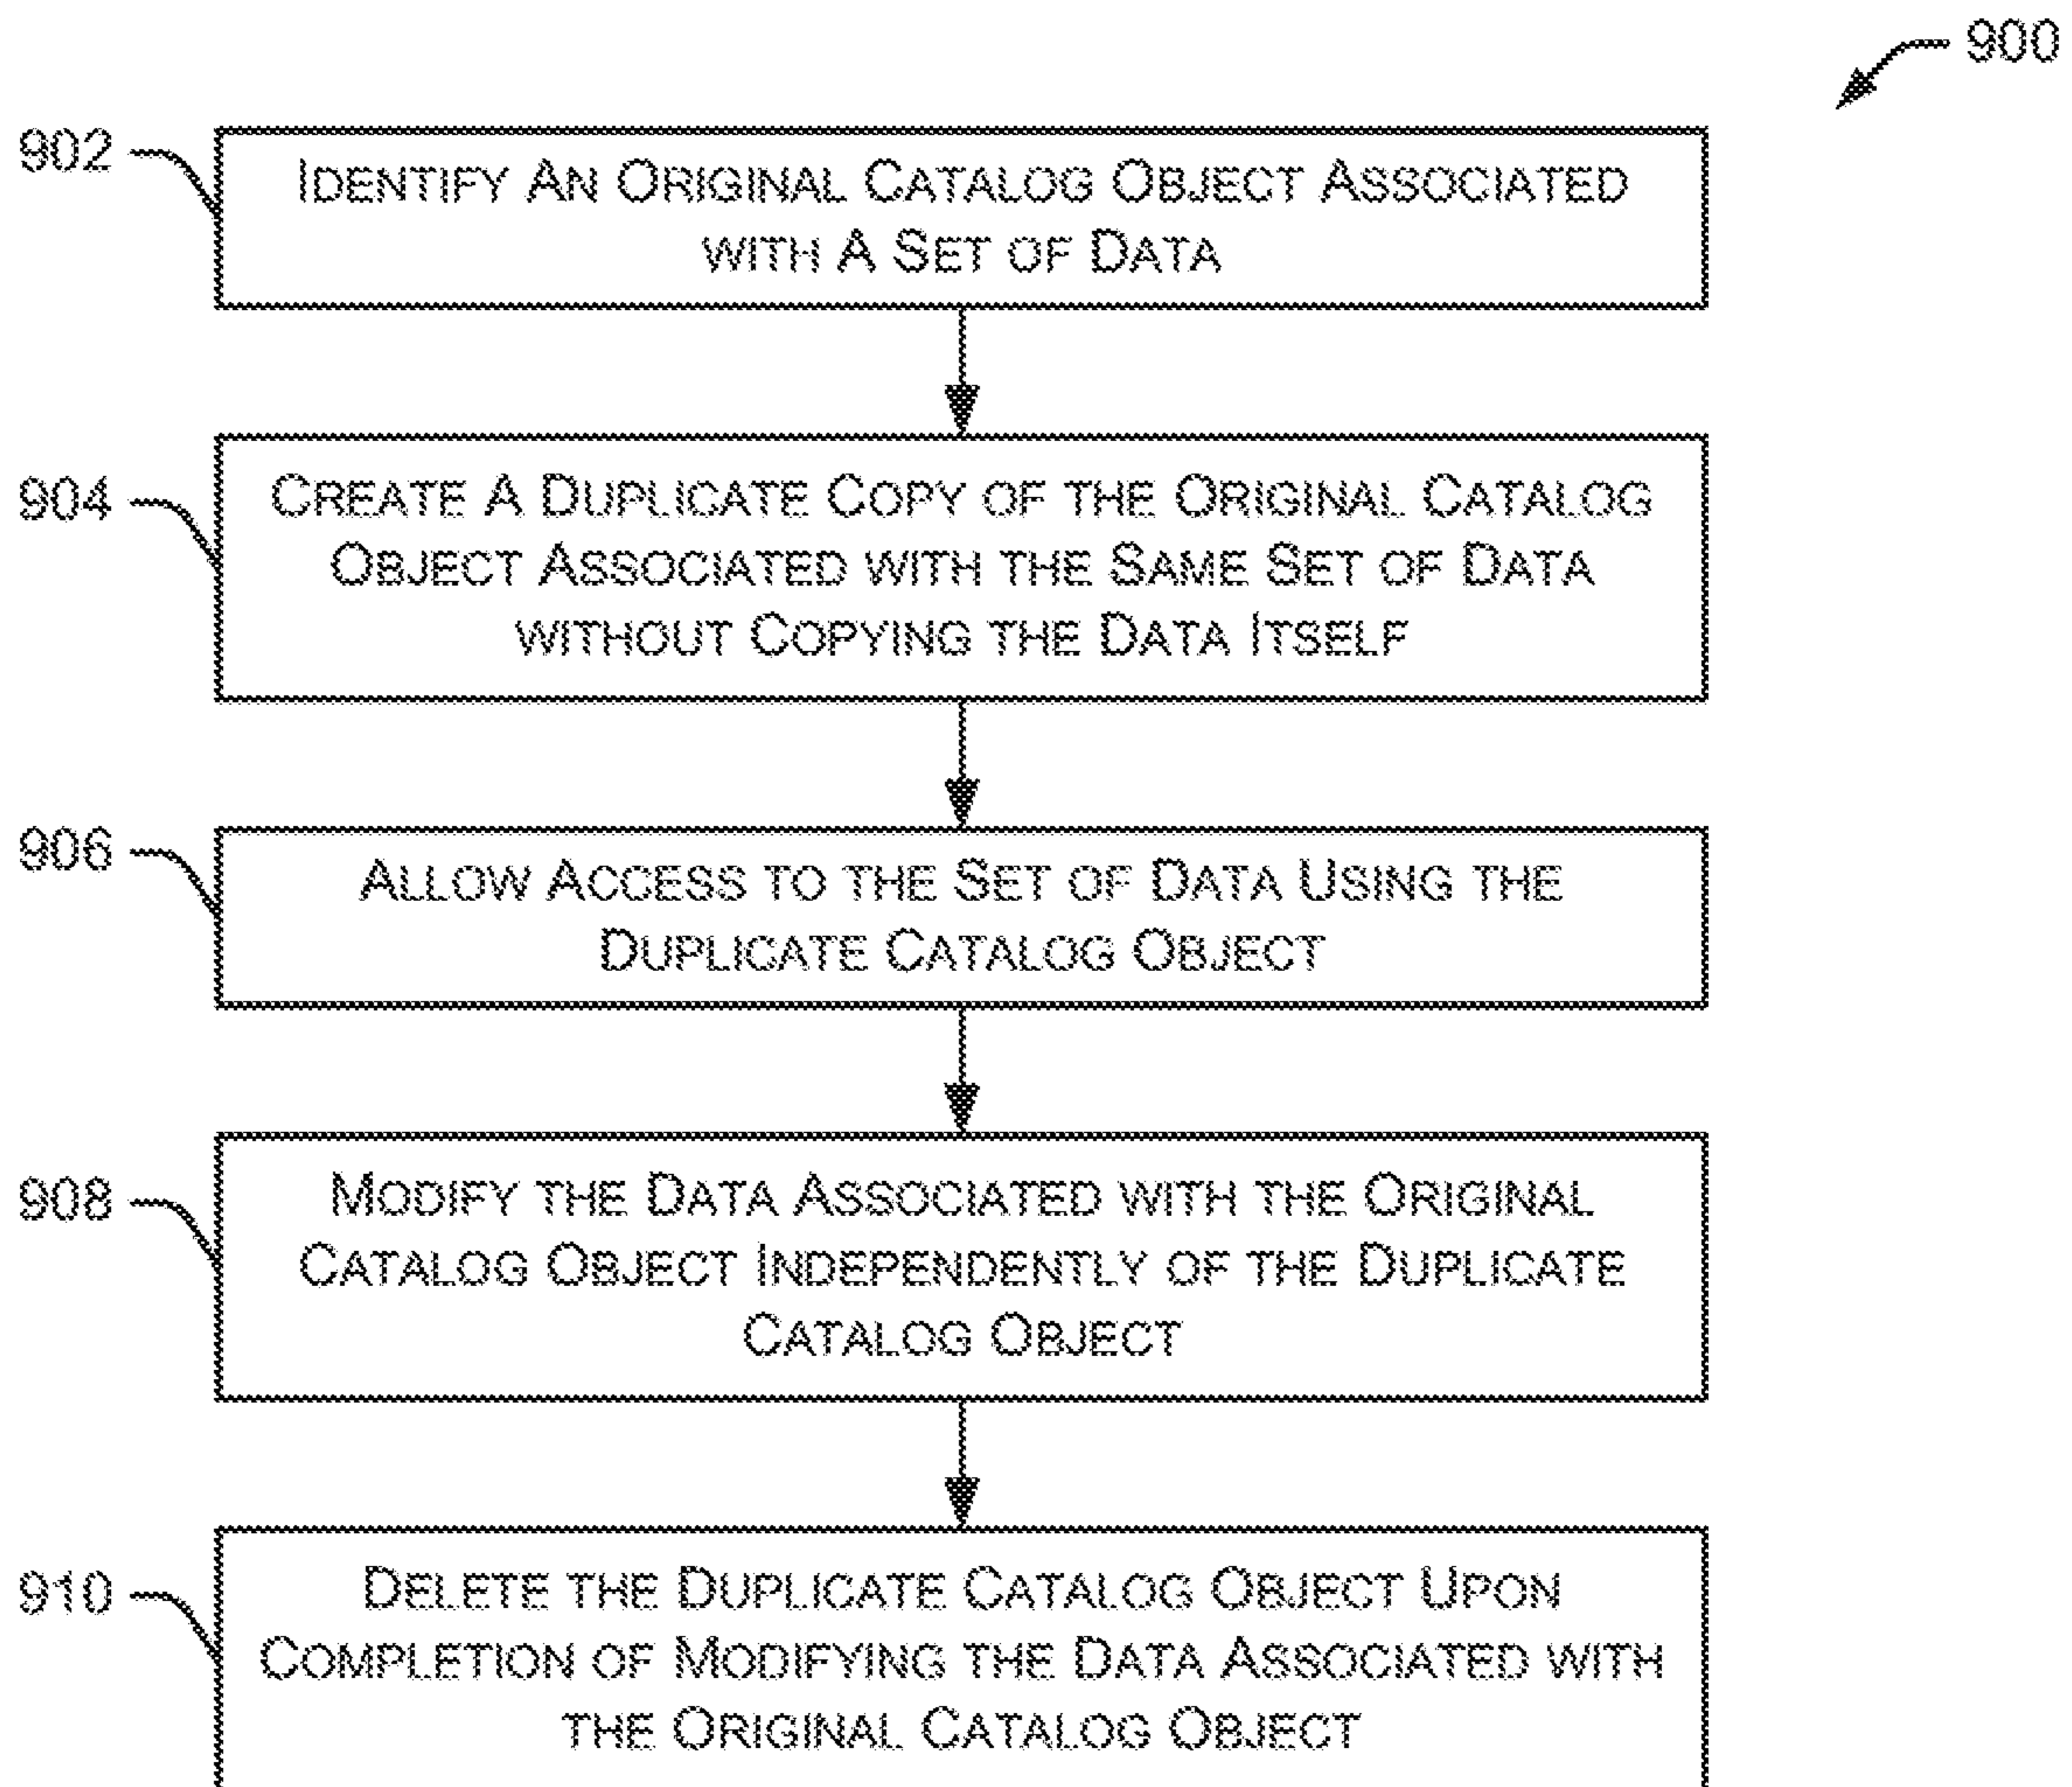 900
902
IDENTIFY AN ORIGINAL CATALOG OBJECT ASSOCIATED
WITH A SET OF DATA
904
CREATE A DUPLICATE COPY OF THE ORIGINAL CATALOG
OBJECT ASSOCIATED WITH THE SAME SET OF DATA
WITHOUT COPYING THE DATA ITSELF
906
ALLOW ACCESS TO THE SET OF DATA USING THE
DUPLICATE CATALOG OBJECT
908
MODIFY THE DATA ASSOCIATED WITH THE ORIGINAL
CATALOG OBJECT INDEPENDENTLY OF THE DUPLICATE
CATALOG OBJECT
910
DELETE THE DUPLICATE CATALOG OBJECT UPON
COMPLETION OF MODIFYING THE DATA ASSOCIATED WITH
THE ORIGINAL CATALOG OBJECT